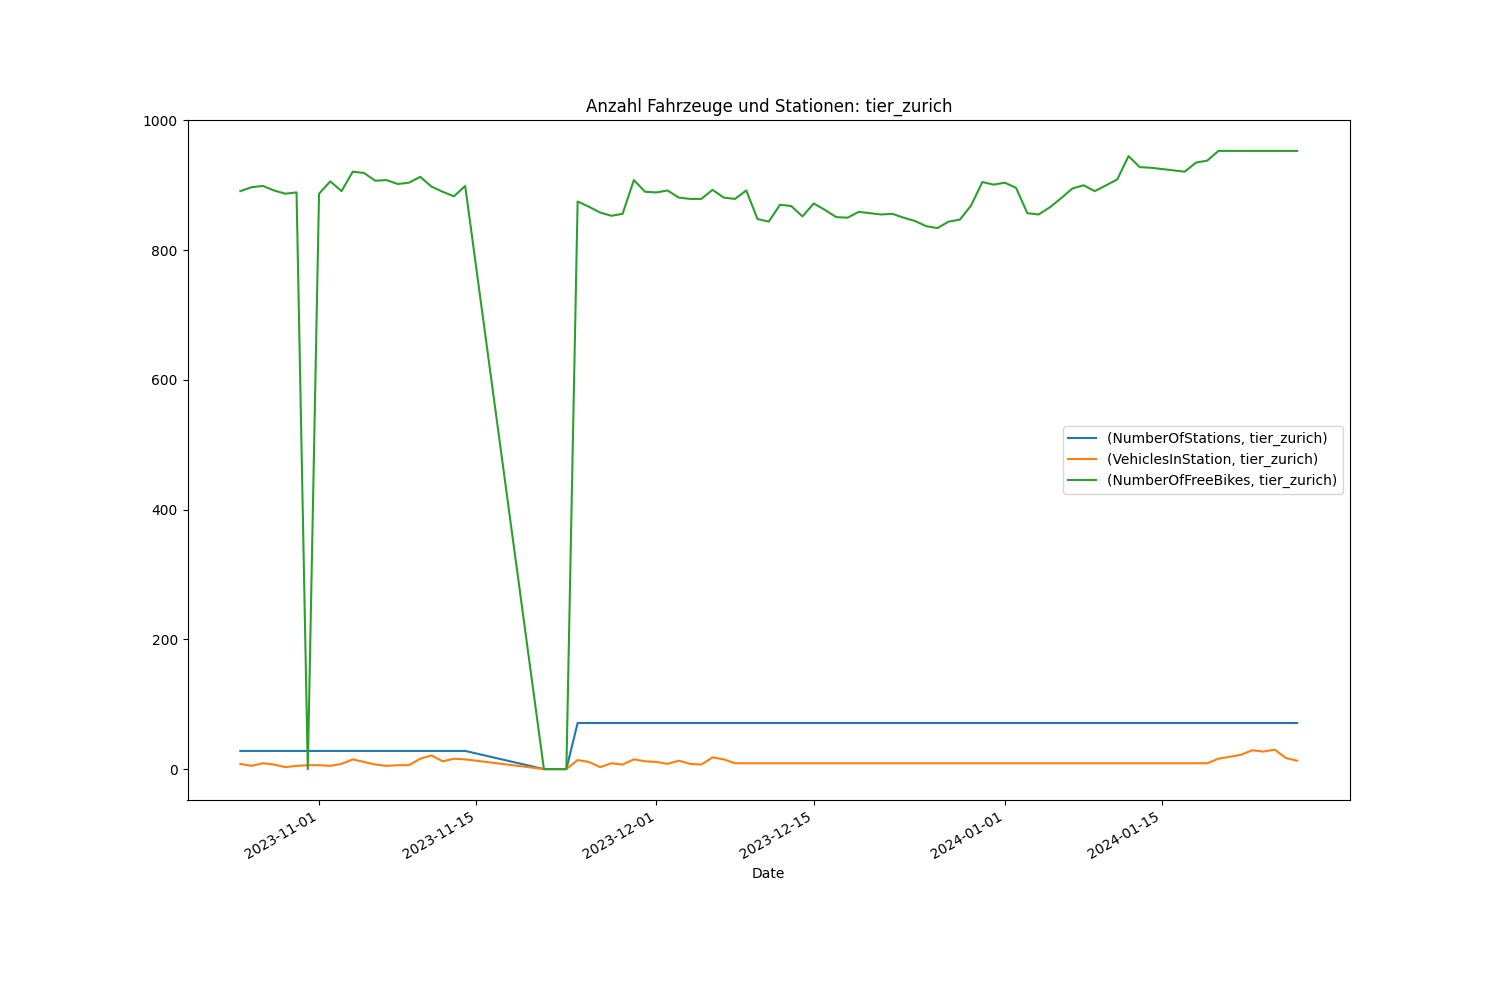 Anzahl Fahrzeuge und Stationen: tier_zurich
1000
800
600
400
200
0
(NumberOfStations, tier_zurich)
(VehiclesInStation, tier_zurich)
(NumberOfFreeBikes, tier_zurich)
2023-11-01
2023-11-15
2023-12-01
2023-12-15
2024-01-01
2024-01-15
Date